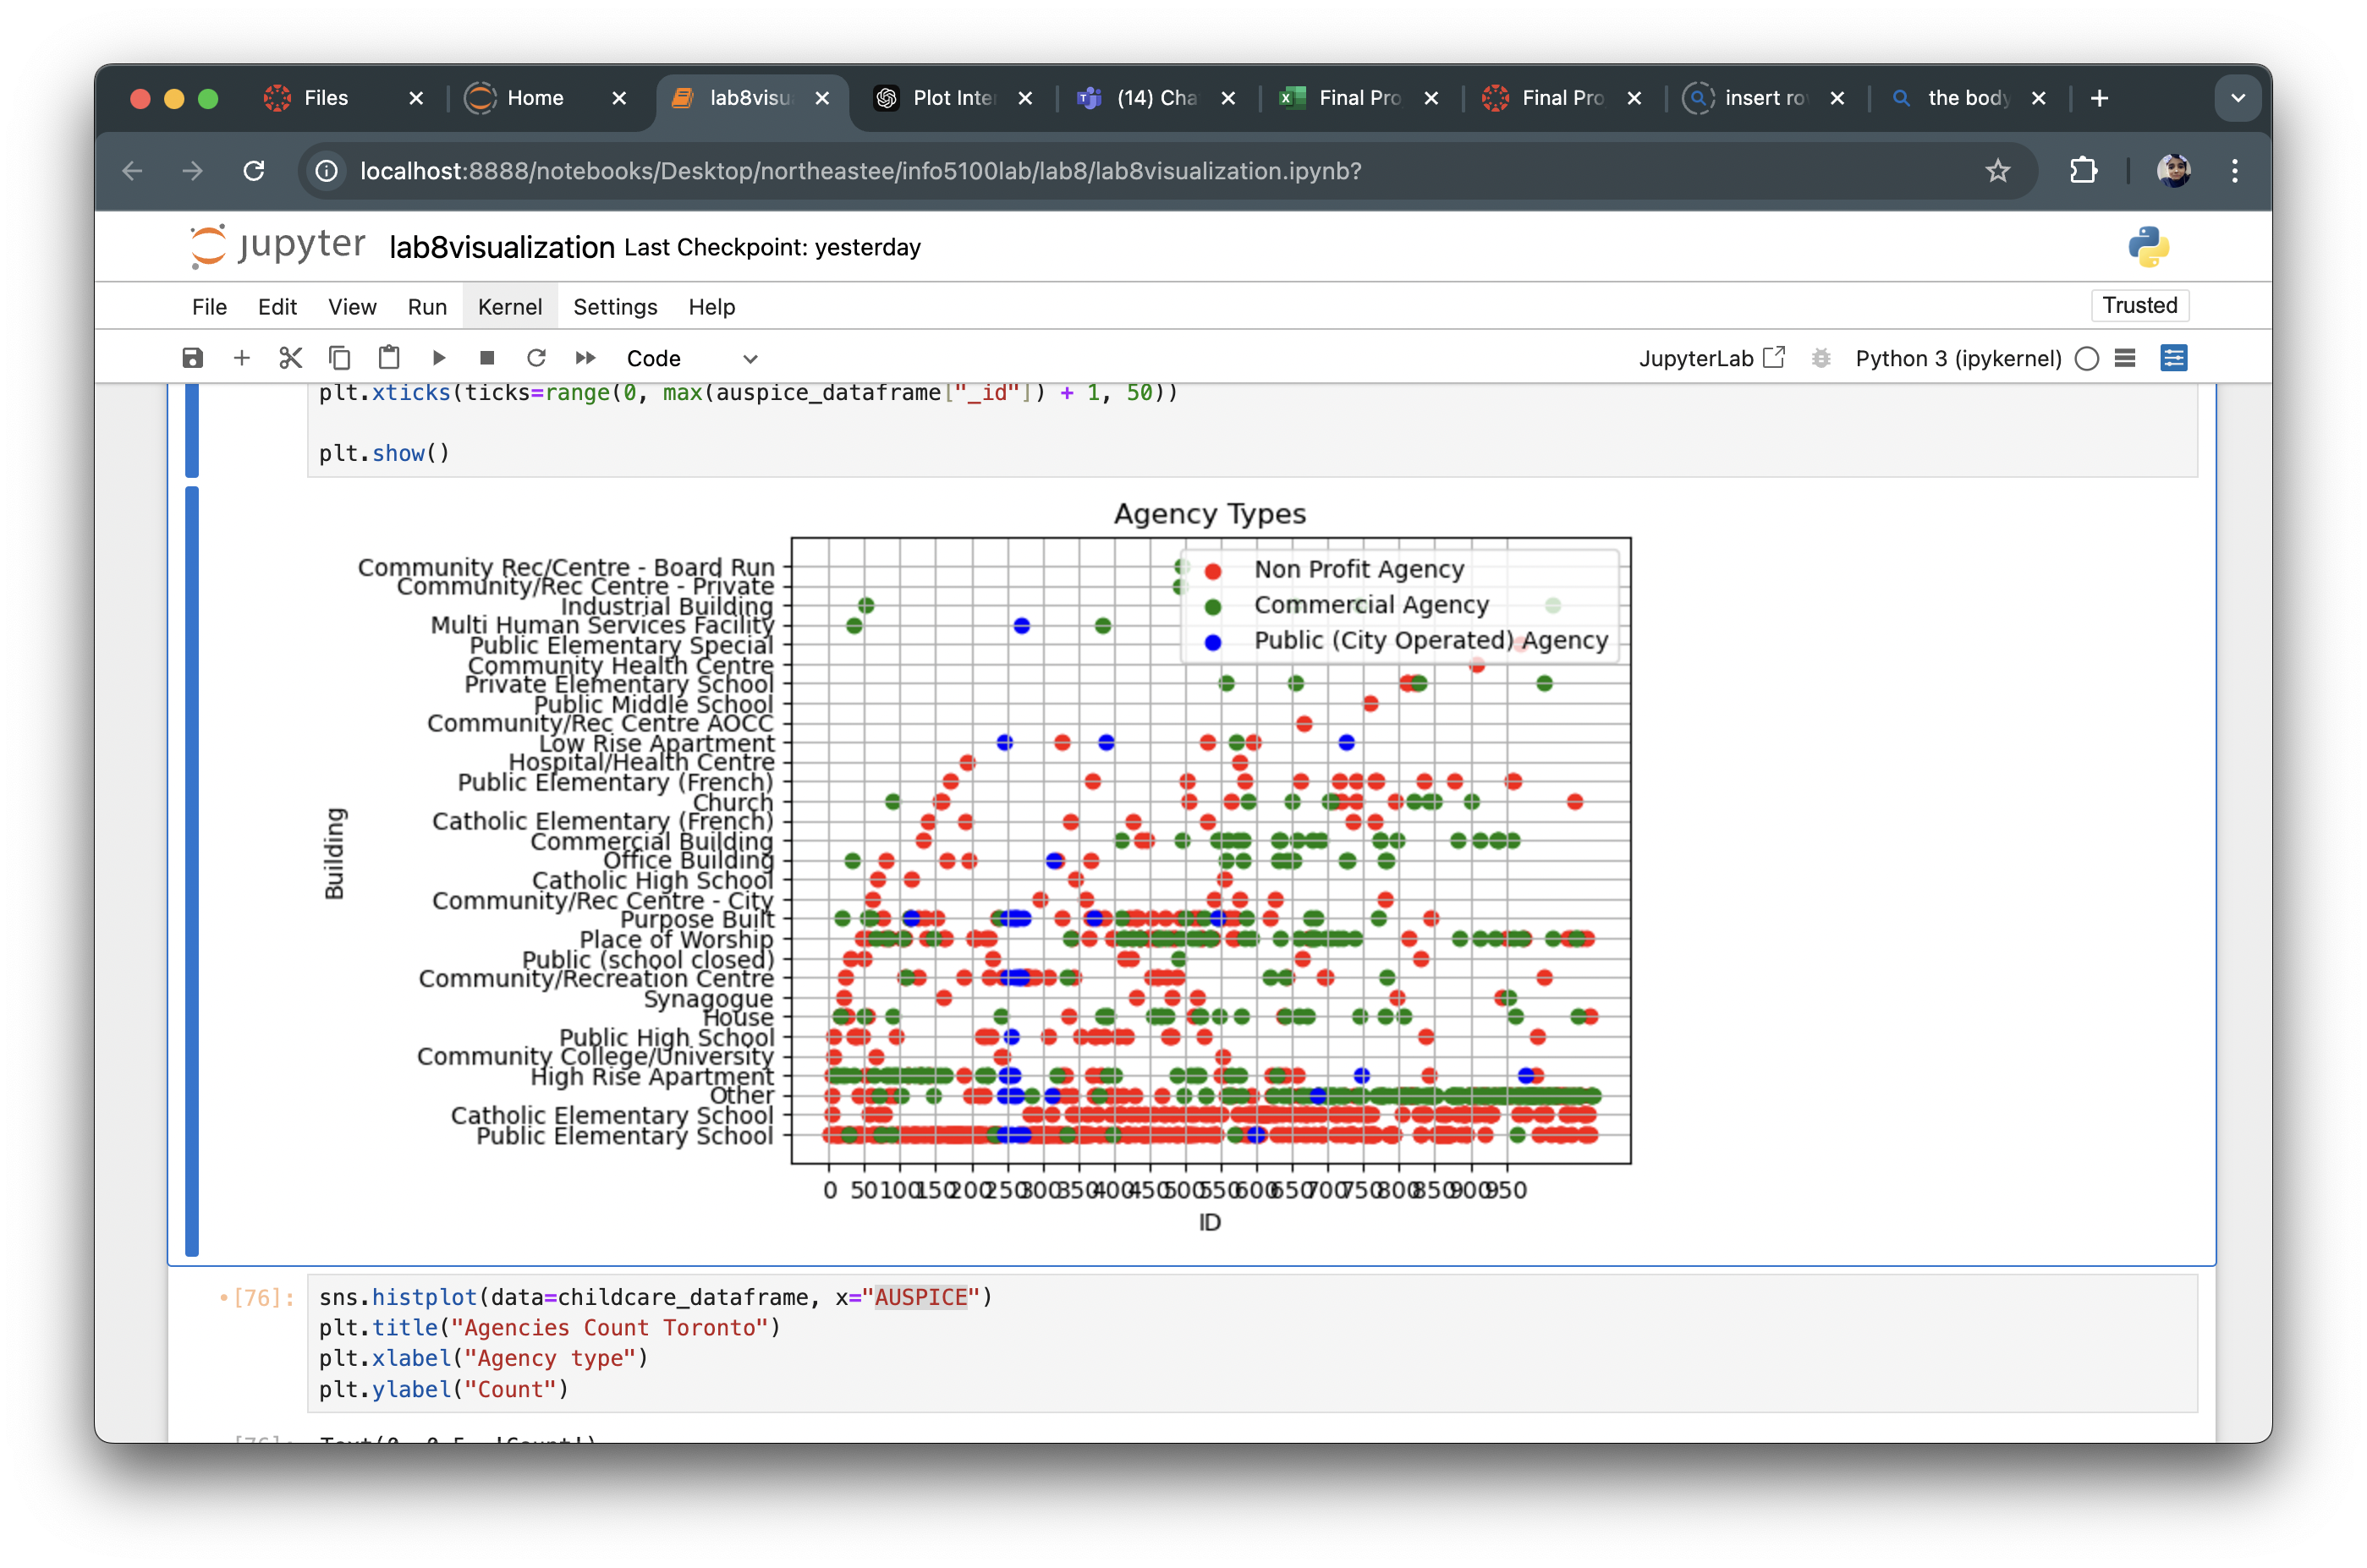 Files
Home
lab8visu
Plot Inte
(14) Cha
Final Pro
Final Pro
insert ro
the body
localhost:8888/notebooks/Desktop/northeastee/info5100lab/lab8/lab8visualization.ipynb?
jupyter lab8visualization Last Checkpoint: yesterday
File Edit View Run Kernel Settings Help
Trusted
Code
JupyterLab
Python 3 (ipykernel)
plt.xticks(ticks=range(0, max(auspice_dataframe["_id"]) + 1, 50))
plt.show()
Agency Types
Non Profit Agency
Commercial Agency
Public (City Operated) Agency
Building
Community Rec/Centre - Board Run
Community/Rec Centre - Private
Industrial Building
Multi Human Services Facility
Public Elementary Special
Community Health Centre
Private Elementary School
Public Middle School
Community/Rec Centre AOCC
Low Rise Apartment
Hospital/Health Centre
Public Elementary (French)
Church
Catholic Elementary (French)
Commercial Building
Office Building
Catholic High School
Community/Rec Centre - City
Purpose Built
Place of Worship
Public (school closed)
Community/Recreation Centre
Synagogue
House
Public High School
Community College/University
High Rise Apartment
Other
Catholic Elementary School
Public Elementary School
0 50 100 150 200 250 300 350 400 450 500 550 600 650 700 750 800 850 900 950
ID
[76]:
sns.histplot(data=childcare_dataframe, x="AUSPICE")
plt.title("Agencies Count Toronto")
plt.xlabel("Agency type")
plt.ylabel("Count")